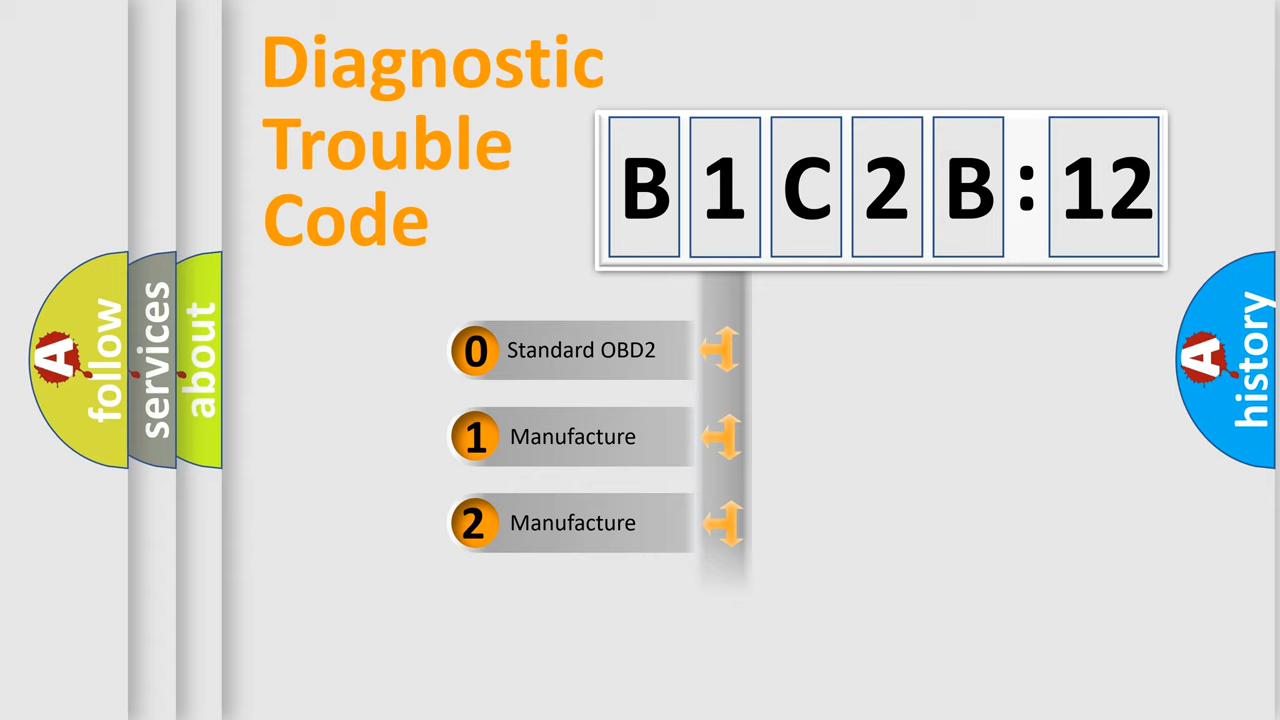 Diagnostic
Trouble
Code
B 1 C 2 B : 12
0 Standard OBD2
1 Manufacture
2 Manufacture
A follow
services
about
A history